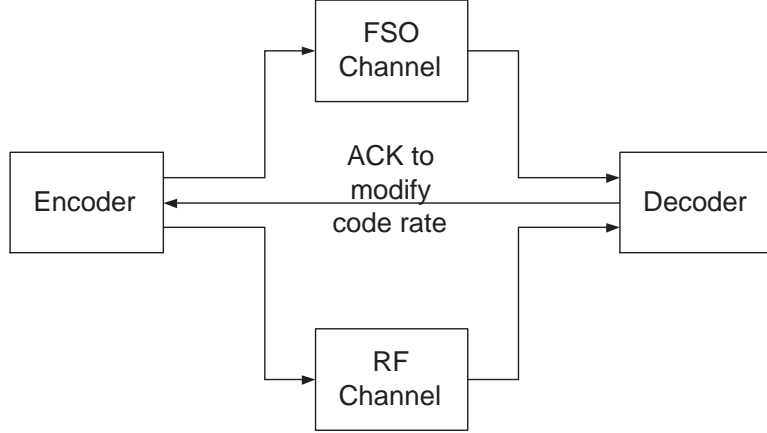 FSO
Channel
ACK to
modify
code rate
Encoder
Decoder
RF
Channel